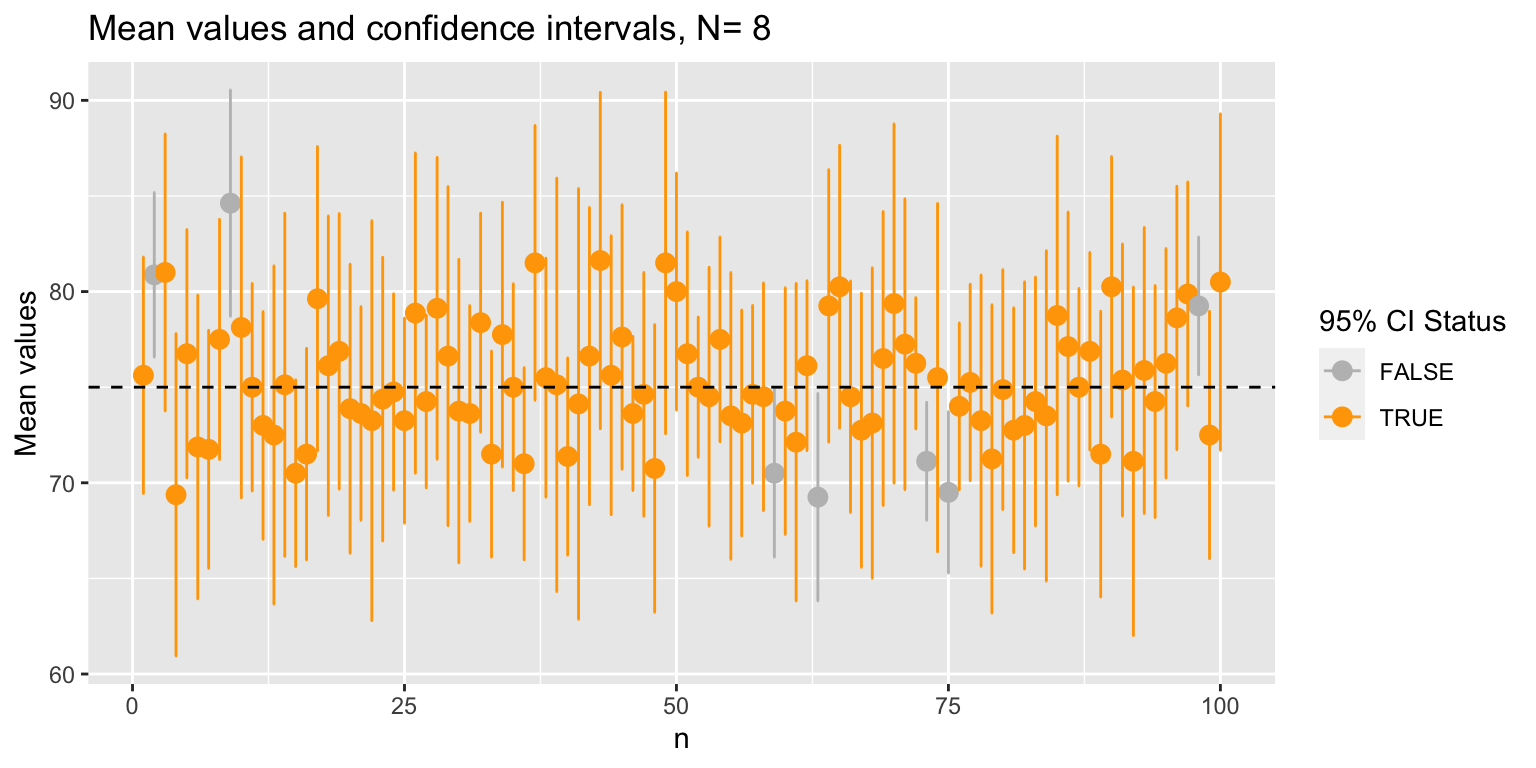 Mean values and confidence intervals, N= 8
90
80
70
60
Mean values
0 25 50 75 100
n
95% CI Status
FALSE
TRUE